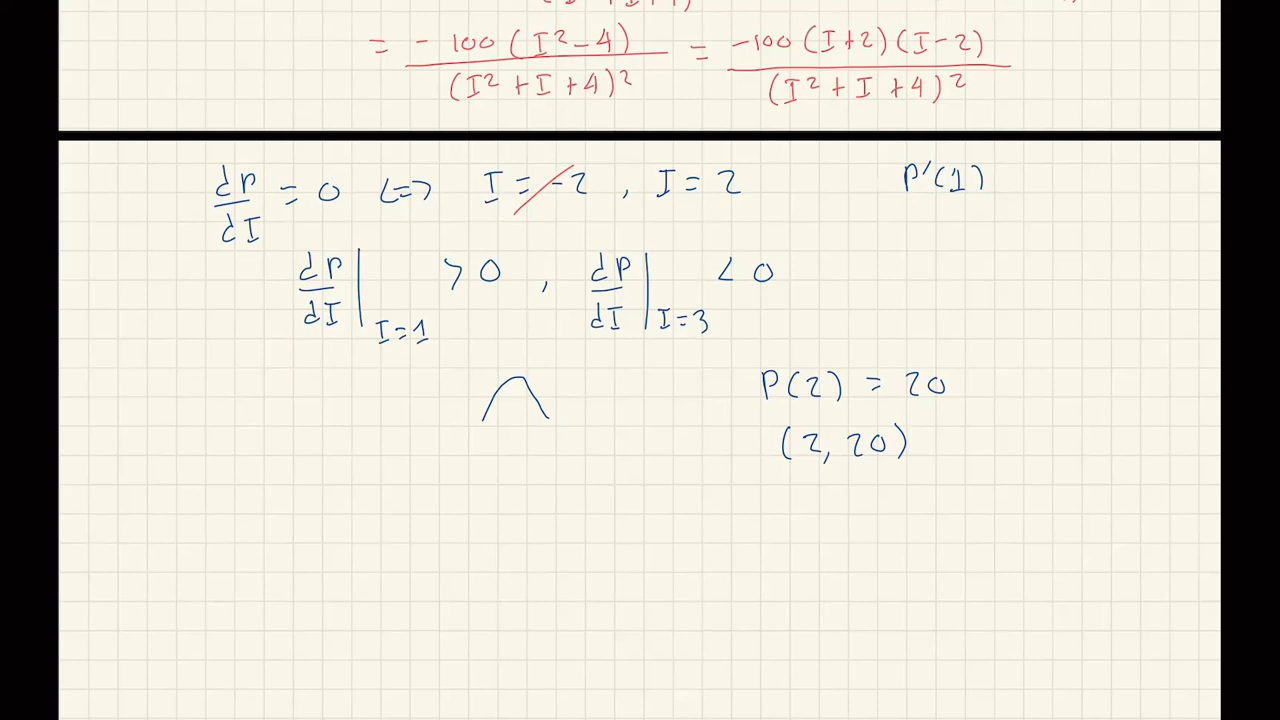 = -100(I²-4) / (I²+I+4)² = -100(I+2)(I-2) / (I²+I+4)²
dP/dI = 0 <=> I = -2 , I = 2 P'(1)
dP/dI | I=1 > 0 , dP/dI | I=3 < 0
P(2) = 20
(2, 20)